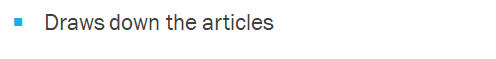 ▪ Draws down the articles